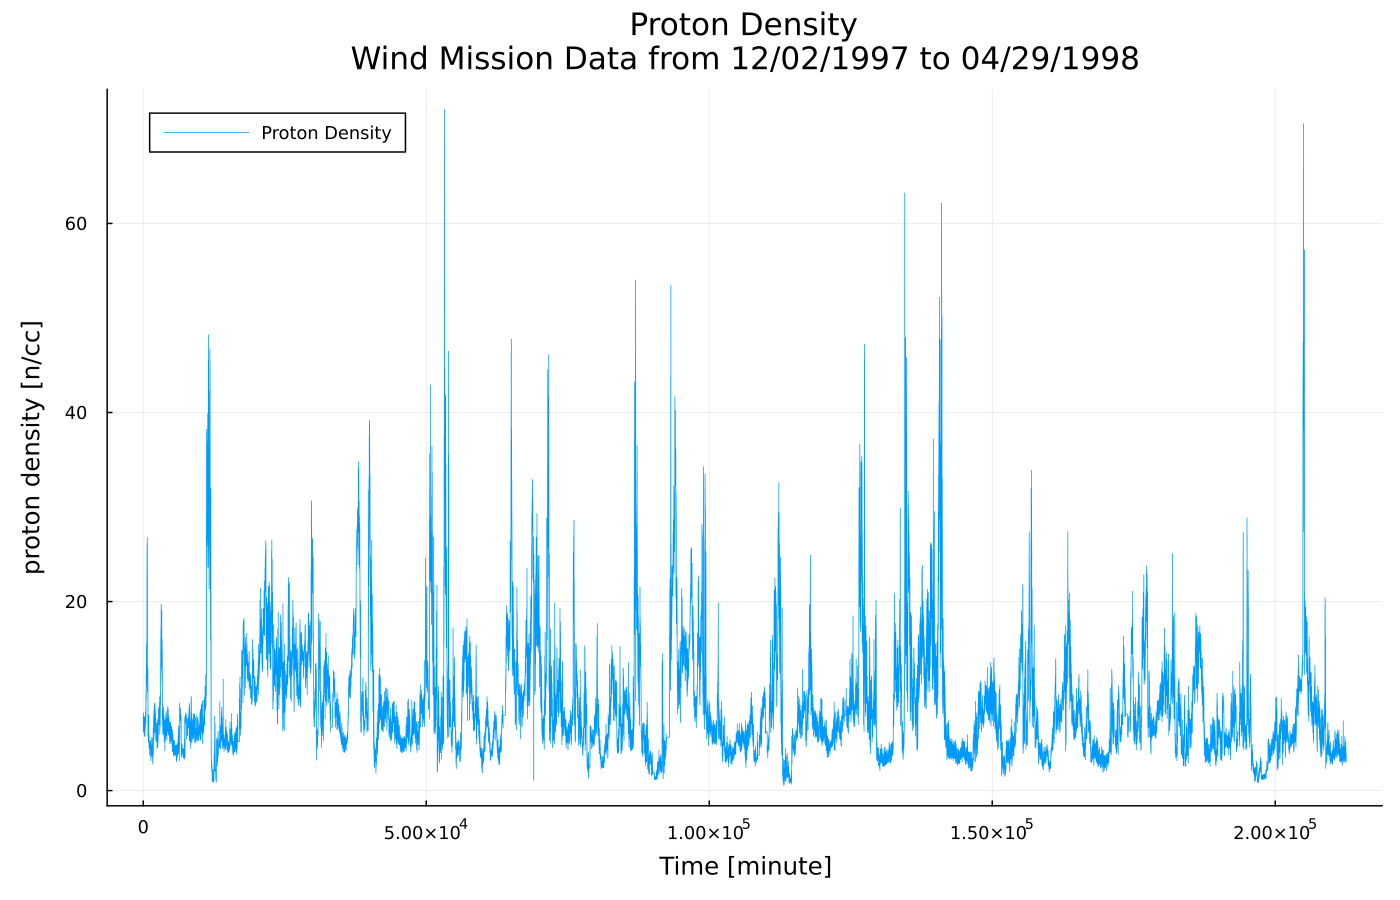 Proton Density
Wind Mission Data from 12/02/1997 to 04/29/1998
Proton Density
60
40
20
0
proton density [n/cc]
0 5.00×10⁴ 1.00×10⁵ 1.50×10⁵ 2.00×10⁵
Time [minute]